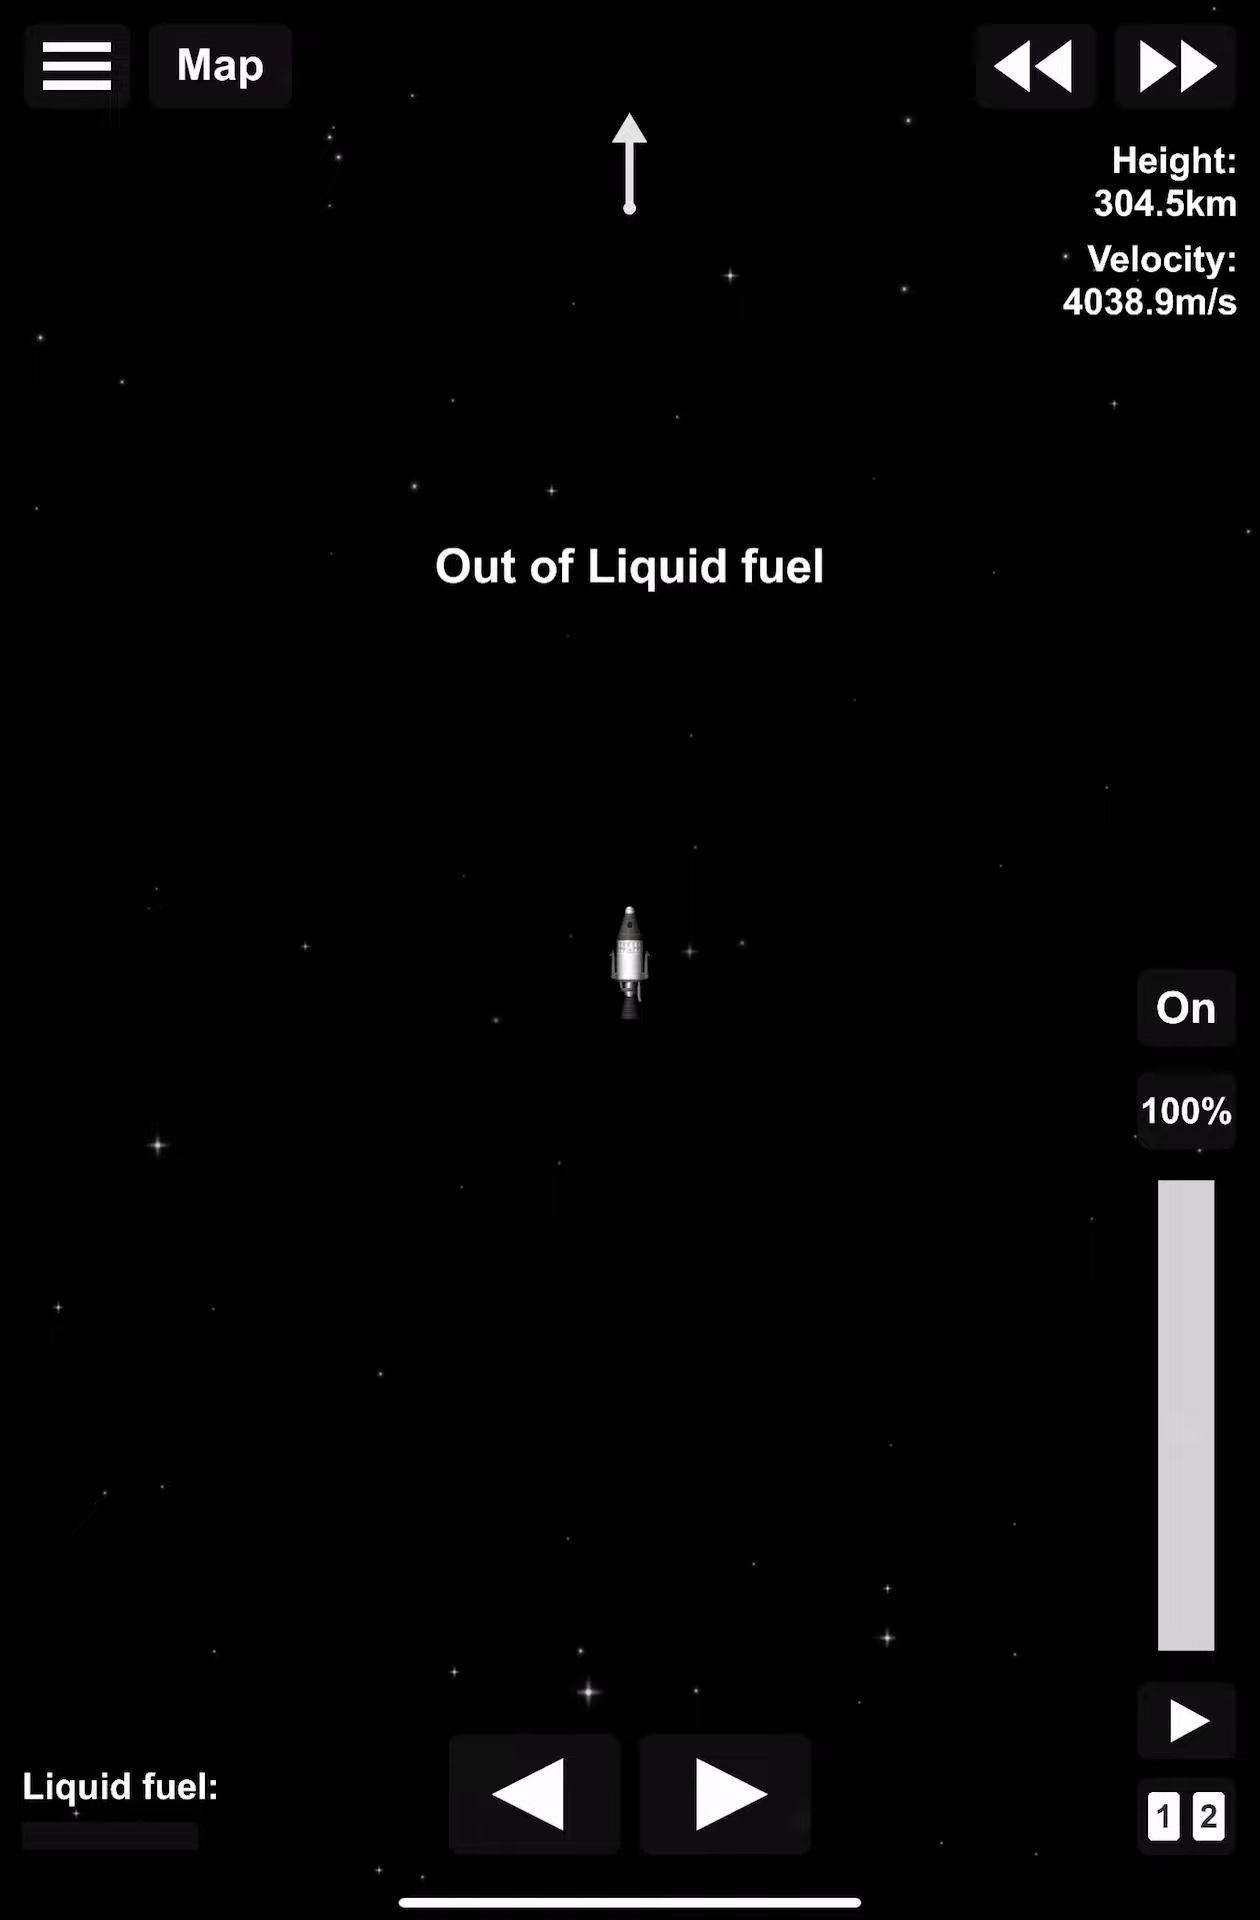 Map
Height:
304.5km
Velocity:
4038.9m/s
Out of Liquid fuel
On
100%
Liquid fuel:
1 2